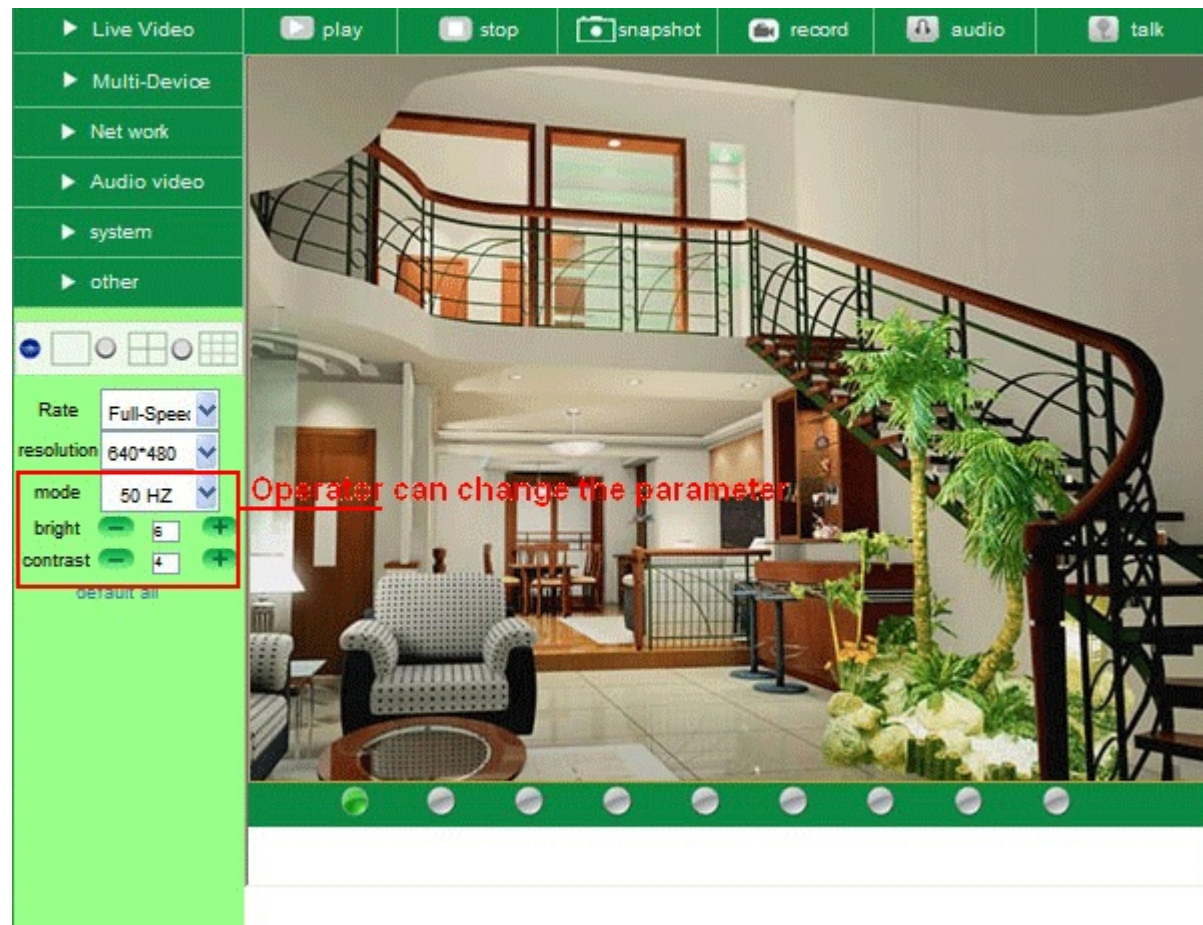 Live Video
play
stop
snapshot
record
audio
talk
Multi-Device
Net work
Audio video
system
other
Rate Full-Speed
resolution 640*480
mode 50 HZ
Operator can change the parameter
bright 6
contrast 4
default all